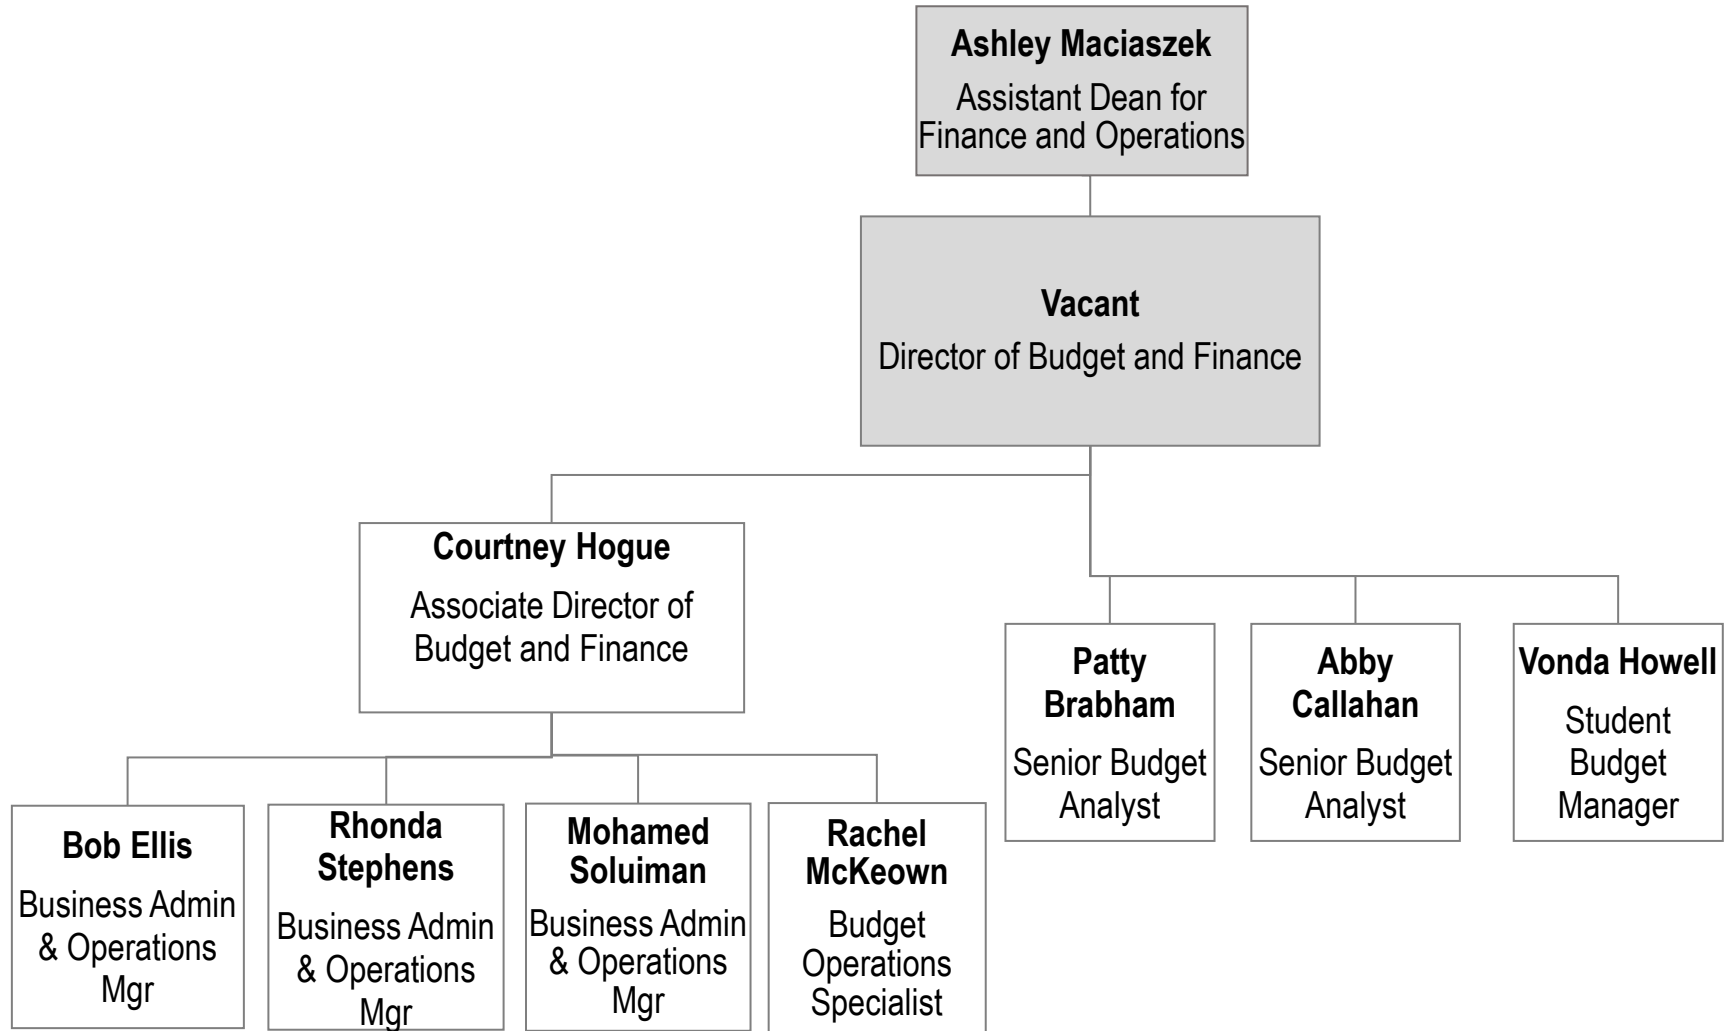 Ashley Maciaszek
Assistant Dean for
Finance and Operations
Vacant
Director of Budget and Finance
Courtney Hogue
Associate Director of
Budget and Finance
Patty
Brabham
Senior Budget
Analyst
Abby
Callahan
Senior Budget
Analyst
Vonda Howell
Student
Budget
Manager
Bob Ellis
Business Admin
& Operations
Mgr
Rhonda
Stephens
Business Admin
& Operations
Mgr
Mohamed
Soluiman
Business Admin
& Operations
Mgr
Rachel
McKeown
Budget
Operations
Specialist